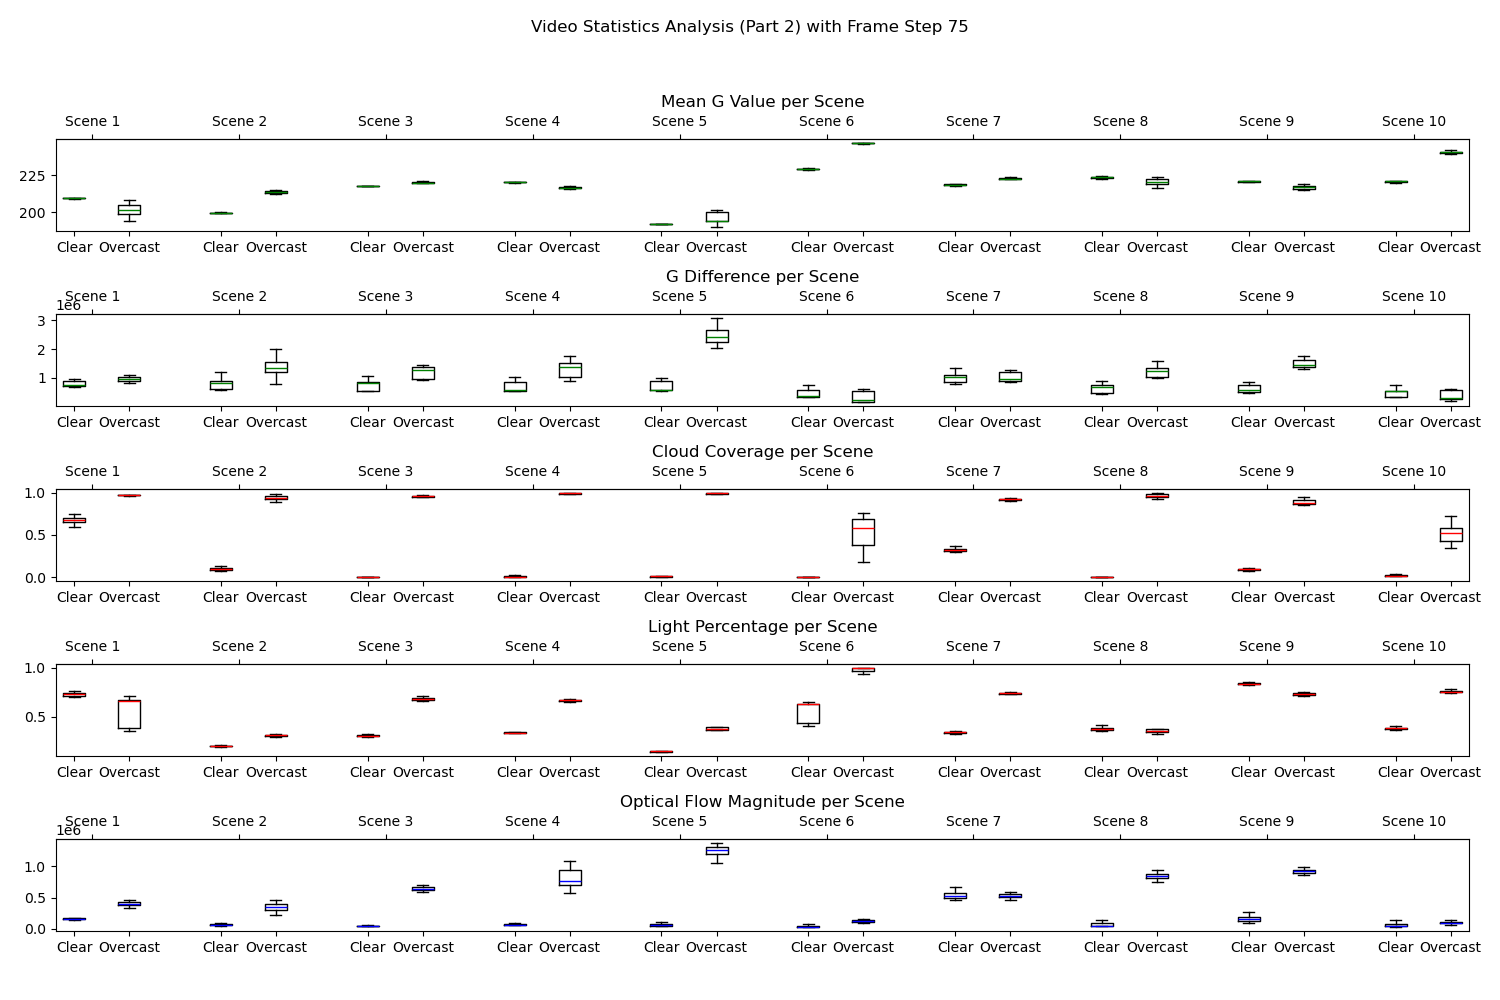 Video Statistics Analysis (Part 2) with Frame Step 75
Mean G Value per Scene
Scene 1 Scene 2 Scene 3 Scene 4 Scene 5 Scene 6 Scene 7 Scene 8 Scene 9 Scene 10
225
200
Clear Overcast Clear Overcast Clear Overcast Clear Overcast Clear Overcast Clear Overcast Clear Overcast Clear Overcast Clear Overcast Clear Overcast
G Difference per Scene
Scene 1 Scene 2 Scene 3 Scene 4 Scene 5 Scene 6 Scene 7 Scene 8 Scene 9 Scene 10
1e6
3
2
1
Clear Overcast Clear Overcast Clear Overcast Clear Overcast Clear Overcast Clear Overcast Clear Overcast Clear Overcast Clear Overcast Clear Overcast
Cloud Coverage per Scene
Scene 1 Scene 2 Scene 3 Scene 4 Scene 5 Scene 6 Scene 7 Scene 8 Scene 9 Scene 10
1.0
0.5
0.0
Clear Overcast Clear Overcast Clear Overcast Clear Overcast Clear Overcast Clear Overcast Clear Overcast Clear Overcast Clear Overcast Clear Overcast
Light Percentage per Scene
Scene 1 Scene 2 Scene 3 Scene 4 Scene 5 Scene 6 Scene 7 Scene 8 Scene 9 Scene 10
1.0
0.5
Clear Overcast Clear Overcast Clear Overcast Clear Overcast Clear Overcast Clear Overcast Clear Overcast Clear Overcast Clear Overcast Clear Overcast
Optical Flow Magnitude per Scene
Scene 1 Scene 2 Scene 3 Scene 4 Scene 5 Scene 6 Scene 7 Scene 8 Scene 9 Scene 10
1e6
1.0
0.5
0.0
Clear Overcast Clear Overcast Clear Overcast Clear Overcast Clear Overcast Clear Overcast Clear Overcast Clear Overcast Clear Overcast Clear Overcast